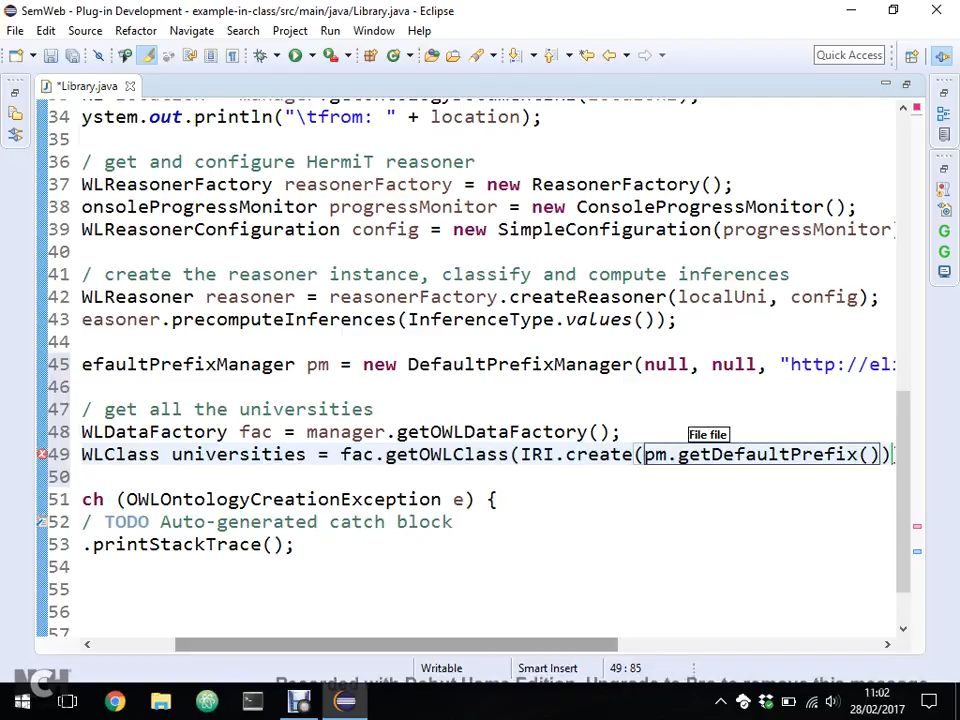 SemWeb - Plug-in Development - example-in-class/src/main/java/Library.java - Eclipse
File Edit Source Refactor Navigate Search Project Run Window Help
Quick Access
*Library.java
34 ystem.out.println("\tfrom: " + location);
35
36 / get and configure HermiT reasoner
37 WLReasonerFactory reasonerFactory = new ReasonerFactory();
38 onsoleProgressMonitor progressMonitor = new ConsoleProgressMonitor();
39 WLReasonerConfiguration config = new SimpleConfiguration(progressMonitor
40
41 / create the reasoner instance, classify and compute inferences
42 WLReasoner reasoner = reasonerFactory.createReasoner(localUni, config);
43 easoner.precomputeInferences(InferenceType.values());
44
45 efaultPrefixManager pm = new DefaultPrefixManager(null, null, "http://el
46
47 / get all the universities
48 WLDataFactory fac = manager.getOWLDataFactory();
File file
49 WLClass universities = fac.getOWLClass(IRI.create(pm.getDefaultPrefix())
50
51 ch (OWLOntologyCreationException e) {
52 / TODO Auto-generated catch block
53 .printStackTrace();
54
55
56
57
Writable Smart Insert 49 : 85
NCH
11:02
28/02/2017